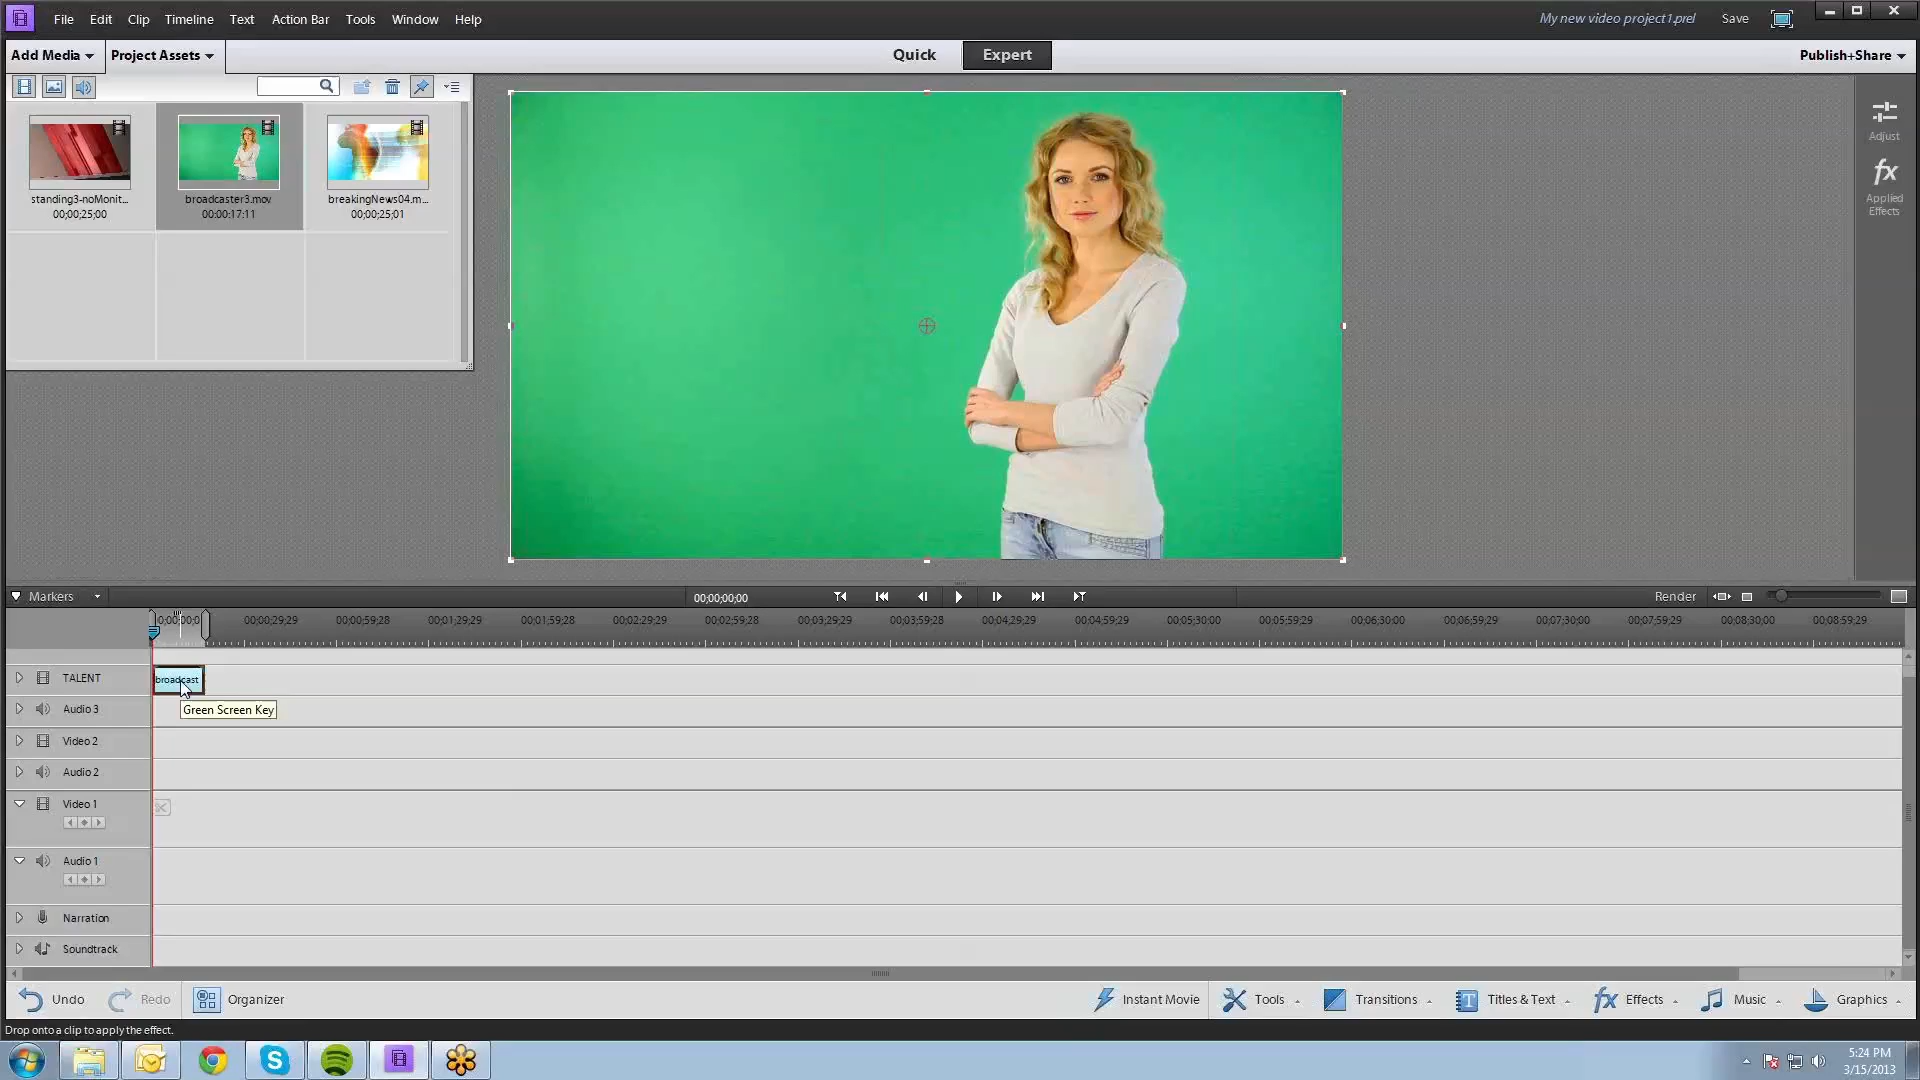 File Edit Clip Timeline Text Action Bar Tools Window Help
My new video project1.prel Save
Add Media Project Assets
Quick Expert
Publish+Share
standing3-noMonit...
00;00;25;00
broadcaster3.mov
00:00:17:11
breakingNews04.m...
00;00;25;01
Adjust
fx
Applied
Effects
Markers
00;00;00;00
Render
00;00;29;29 00;00;59;28 00;01;29;29 00;01;59;28 00;02;29;29 00;02;59;28 00;03;29;29 00;03;59;28 00;04;29;29 00;04;59;29 00;05;30;00 00;05;59;29 00;06;30;00 00;06;59;29 00;07;30;00 00;07;59;29 00;08;30;00 00;08;59;29
TALENT
broadcast
Green Screen Key
Audio 3
Video 2
Audio 2
Video 1
Audio 1
Narration
Soundtrack
Undo Redo Organizer
Instant Movie Tools Transitions Titles & Text fx Effects Music Graphics
Drop onto a clip to apply the effect.
5:24 PM
3/15/2013